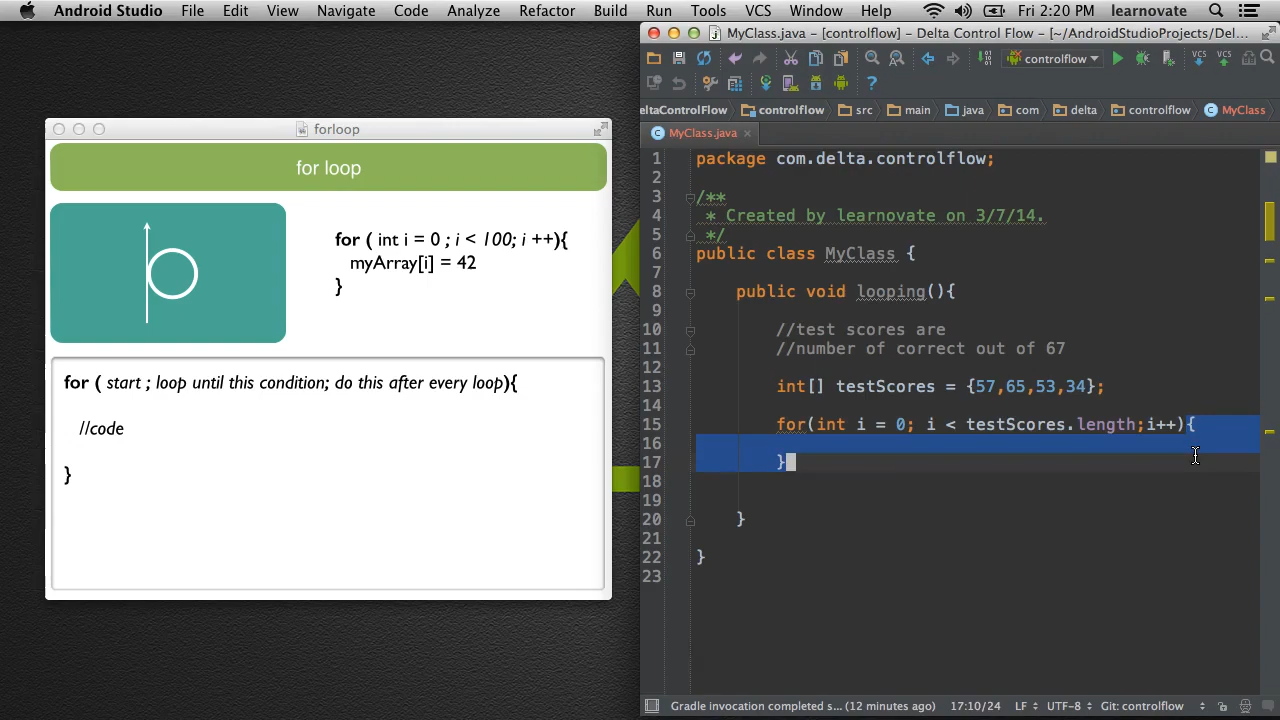 Android Studio File Edit View Navigate Code Analyze Refactor Build Run Tools VCS Window Help Fri 2:20 PM learnovate
forloop
for loop
for ( int i = 0 ; i < 100; i ++){
myArray[i] = 42
}
for ( start ; loop until this condition; do this after every loop){
//code
}
MyClass.java - [controlflow] - Delta Control Flow - [~/AndroidStudioProjects/Del...
controlflow VCS VCS
eltaControlFlow controlflow src main java com delta controlflow MyClass
MyClass.java
1 package com.delta.controlflow;
2
3 /**
4 * Created by learnovate on 3/7/14.
5 */
6 public class MyClass {
7
8 public void looping(){
9
10 //test scores are
11 //number of correct out of 67
12
13 int[] testScores = {57,65,53,34};
14
15 for(int i = 0; i < testScores.length;i++){
16
17 }
18
19
20 }
21
22 }
23
Gradle invocation completed s... (12 minutes ago) 17:10/24 LF UTF-8 Git: controlflow